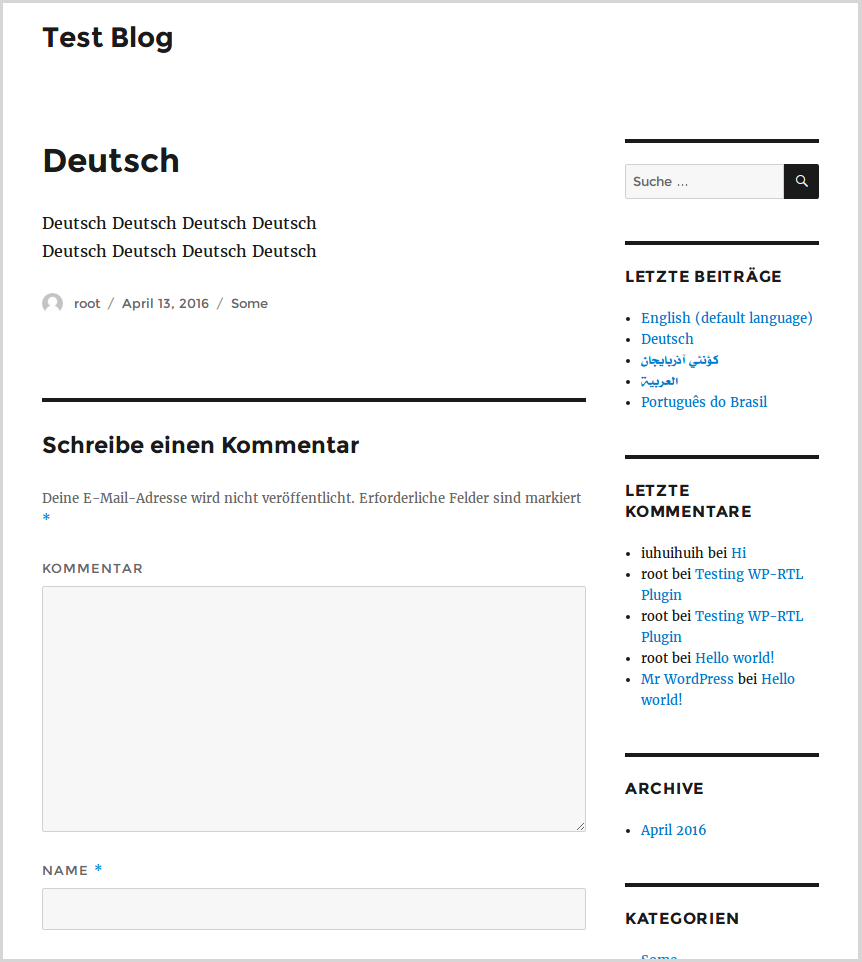 Test Blog
Deutsch
Deutsch Deutsch Deutsch Deutsch
Deutsch Deutsch Deutsch Deutsch
root / April 13, 2016 / Some
Schreibe einen Kommentar
Deine E-Mail-Adresse wird nicht veröffentlicht. Erforderliche Felder sind markiert
*
KOMMENTAR
NAME *
Suche …
LETZTE BEITRÄGE
English (default language)
Deutsch
گؤنئي آذربایجان
العربية
Português do Brasil
LETZTE
KOMMENTARE
iuhuihuih bei Hi
root bei Testing WP-RTL
Plugin
root bei Testing WP-RTL
Plugin
root bei Hello world!
Mr WordPress bei Hello
world!
ARCHIVE
April 2016
KATEGORIEN
Some